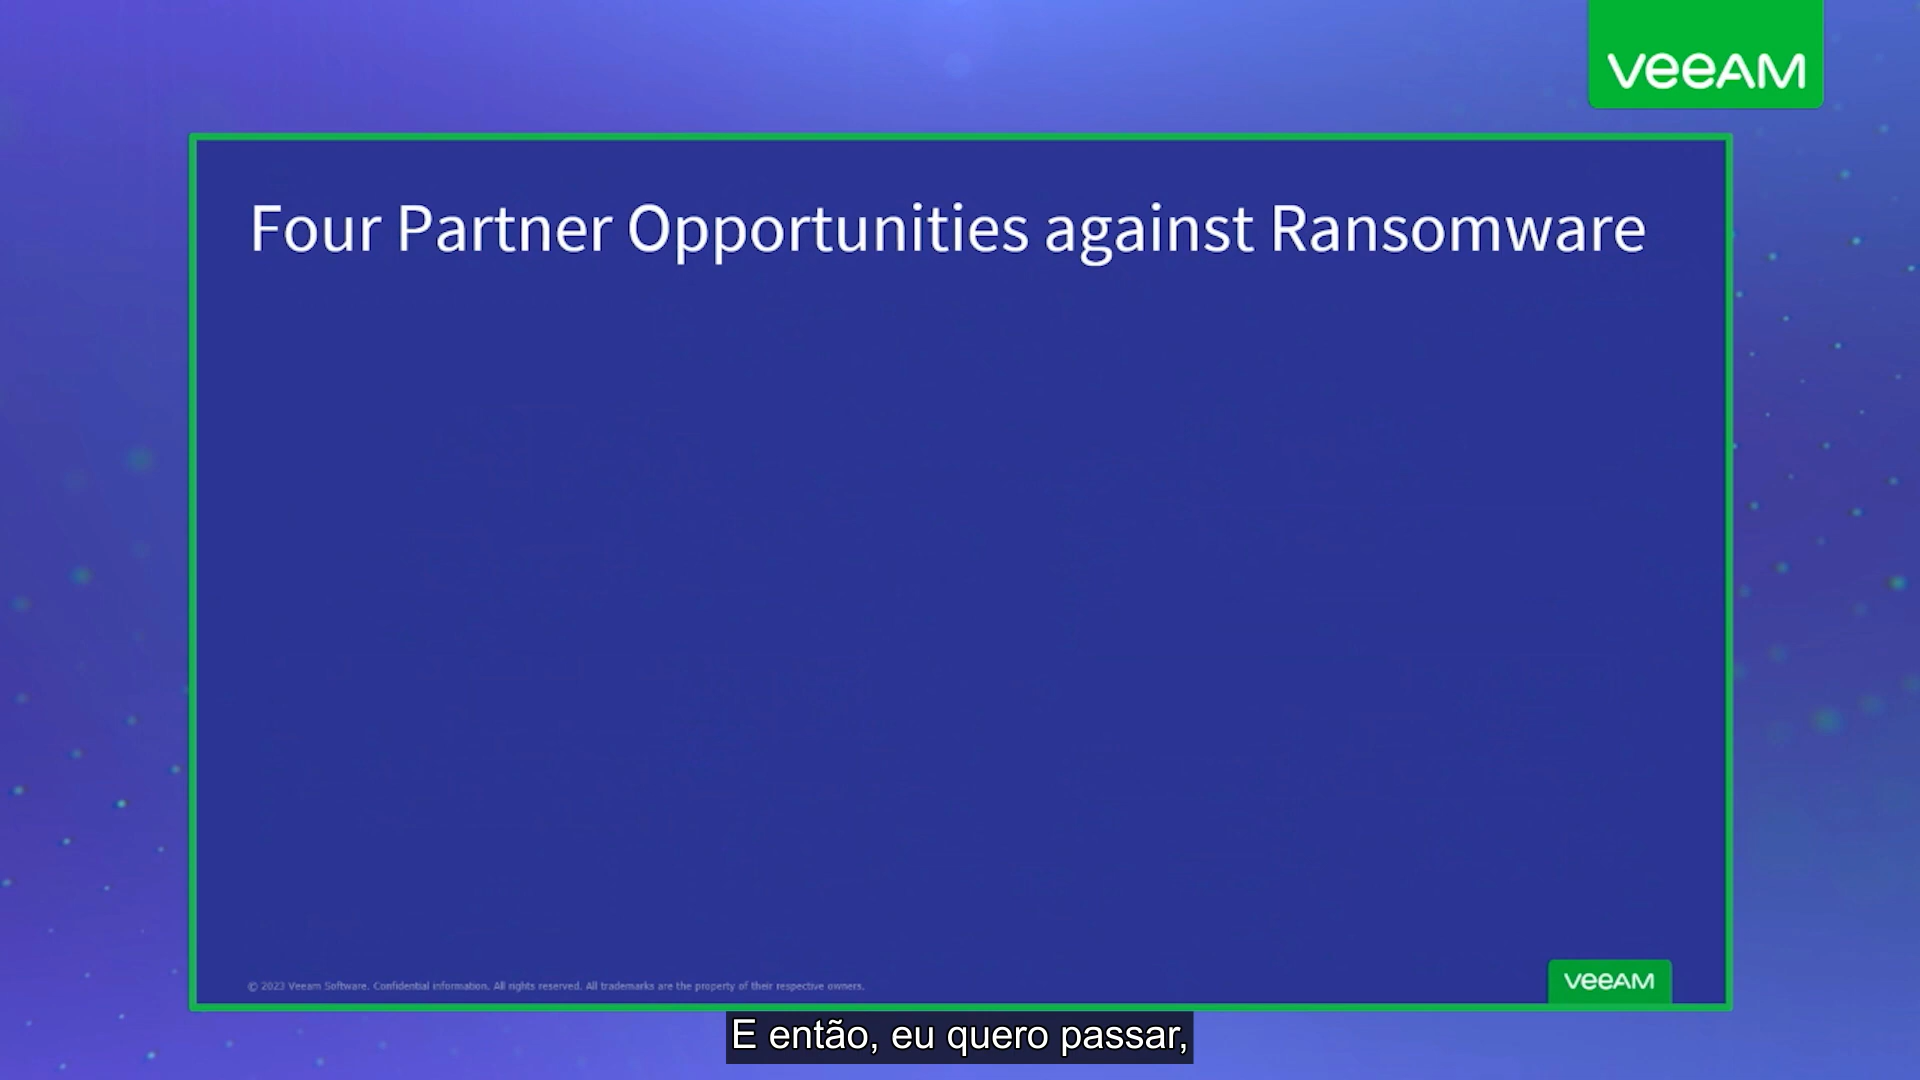 veeAM
Four Partner Opportunities against Ransomware
© 2023 Veeam Software. Confidential information. All rights reserved. All trademarks are the property of their respective owners.
veeAM
E então, eu quero passar,